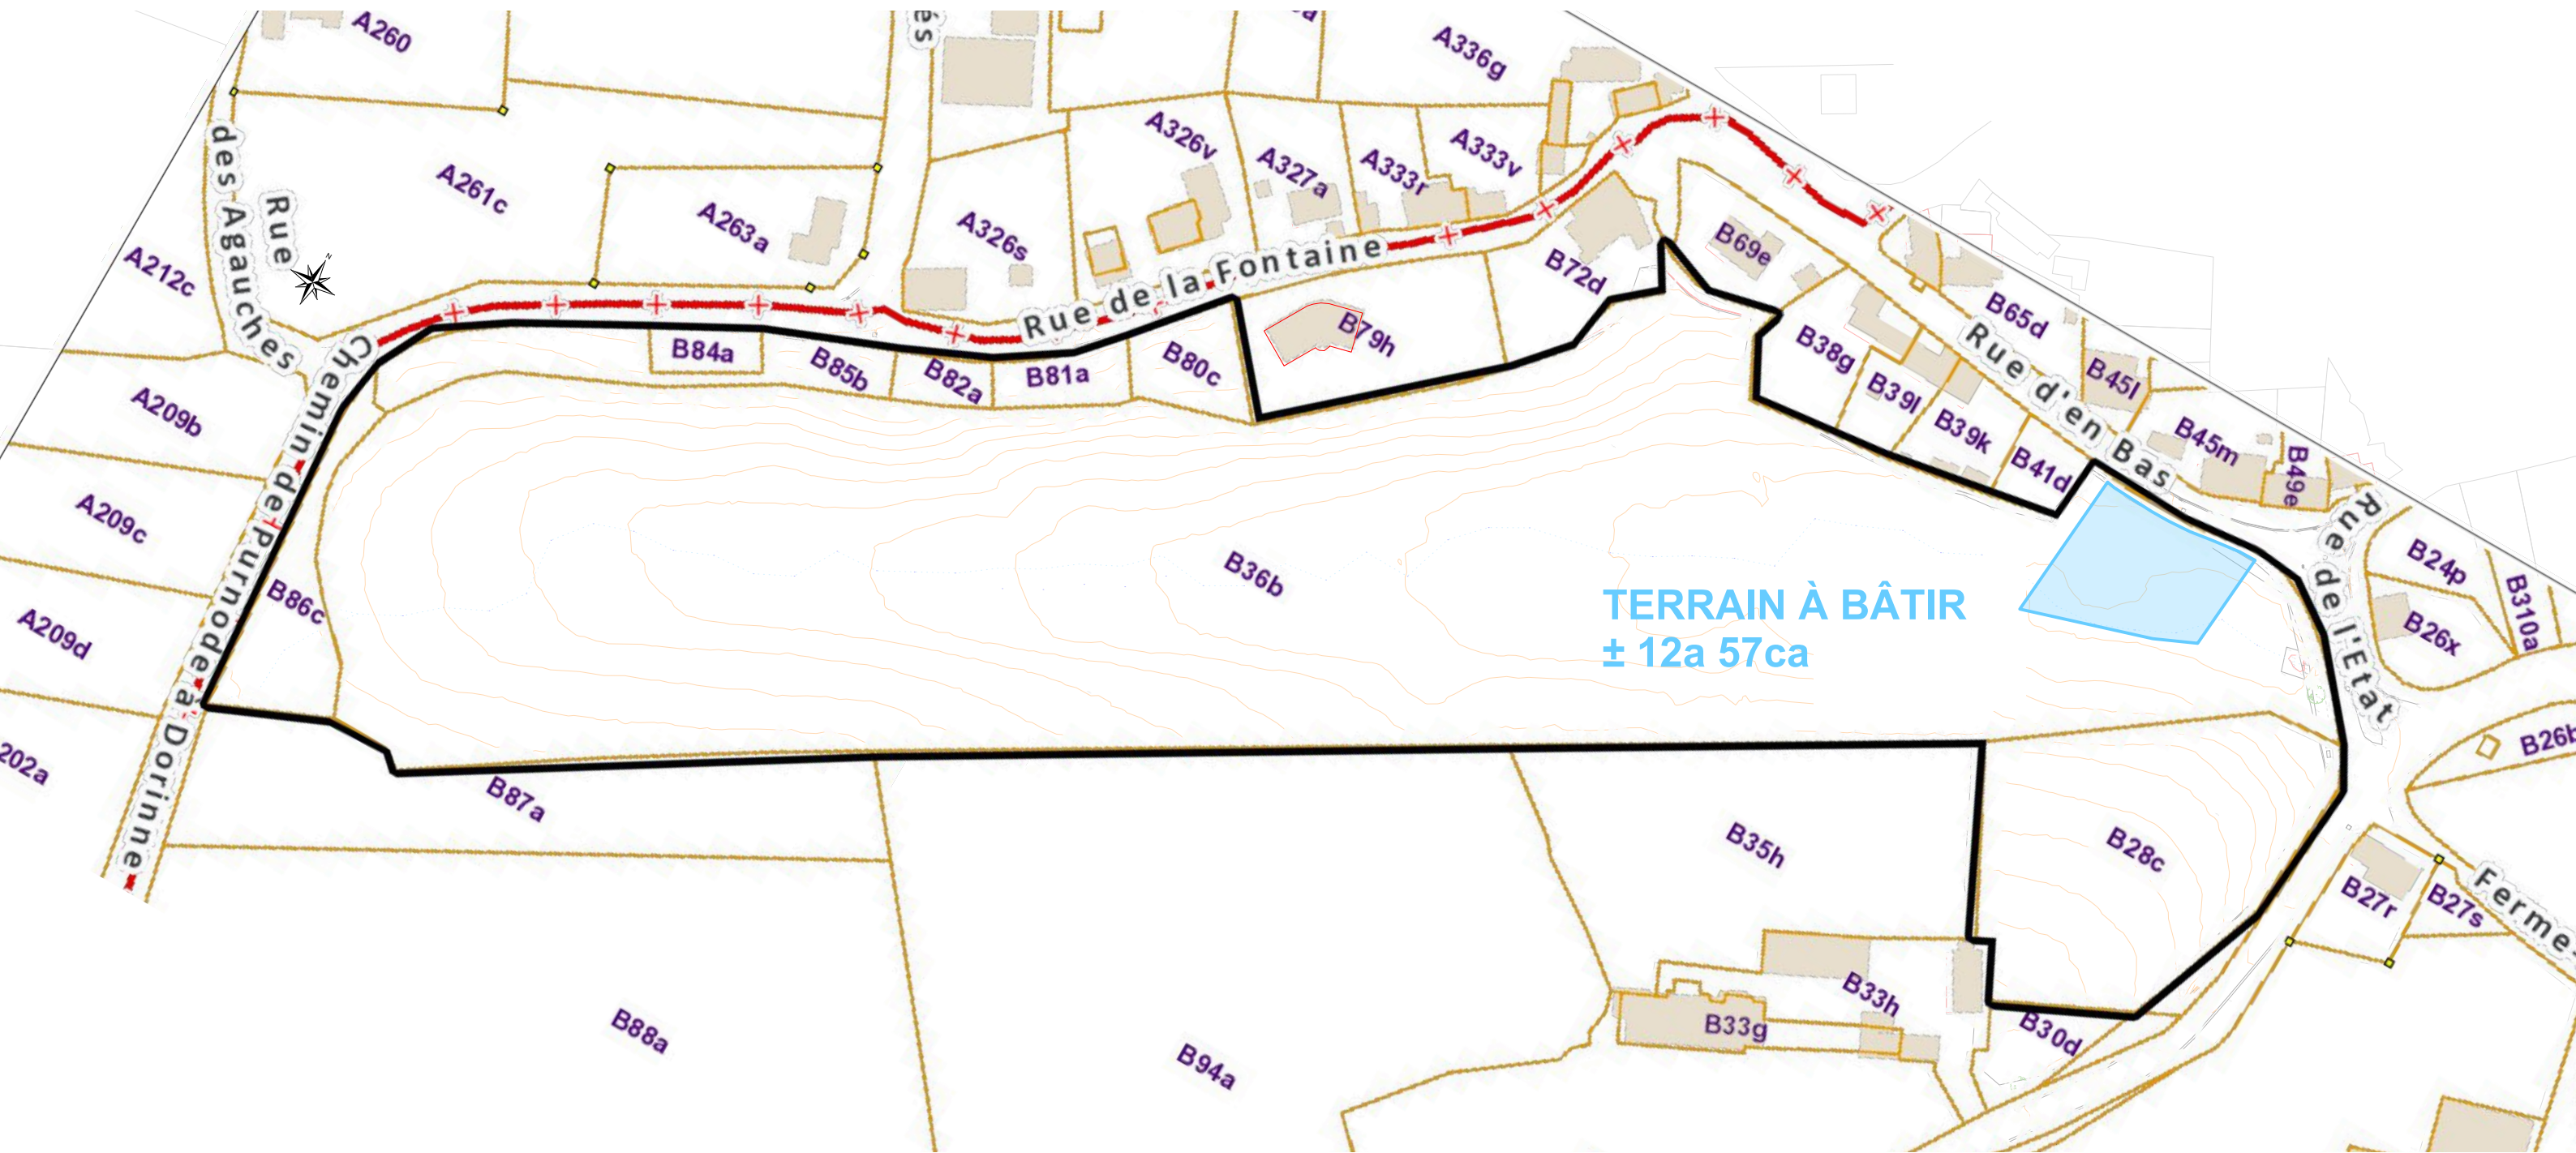 A260
és
A336g
des Agauches
Rue
A261c
A263a
A326s
A326v
A327a
A333r
A333v
A212c
N
Rue de la Fontaine
B72d
B69e
B65d
B79h
B84a
B85b
B82a
B81a
B80c
B38g
B39l
B39k
B41d
Rue d'en Bas
B45l
B45m
B49e
A209b
A209c
A209d
202a
Chemin de Purnode à Dorinne
B86c
B36b
TERRAIN À BÂTIR
± 12a 57ca
Rue de l'Etat
B24p
B310a
B26x
B26b
B87a
B35h
B28c
B27r
B27s
Ferme-
B33h
B33g
B30d
B88a
B94a